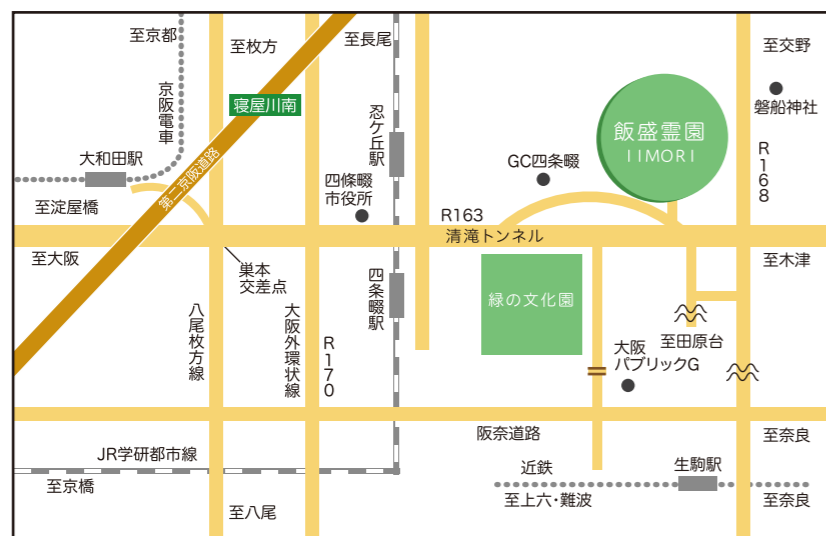 至京都
至枚方
至長尾
至交野
京阪電車
寝屋川南
忍ケ丘駅
飯盛霊園
IIMORI
磐船神社
R168
大和田駅
第二京阪道路
四條畷
市役所
GC四条畷
至淀屋橋
R163
清滝トンネル
至大阪
巣本
交差点
四条畷駅
至木津
緑の文化園
八尾枚方線
大阪外環状線
R170
至田原台
大阪
パブリックG
阪奈道路
至奈良
JR学研都市線
至京橋
近鉄
生駒駅
至上六・難波
至奈良
至八尾